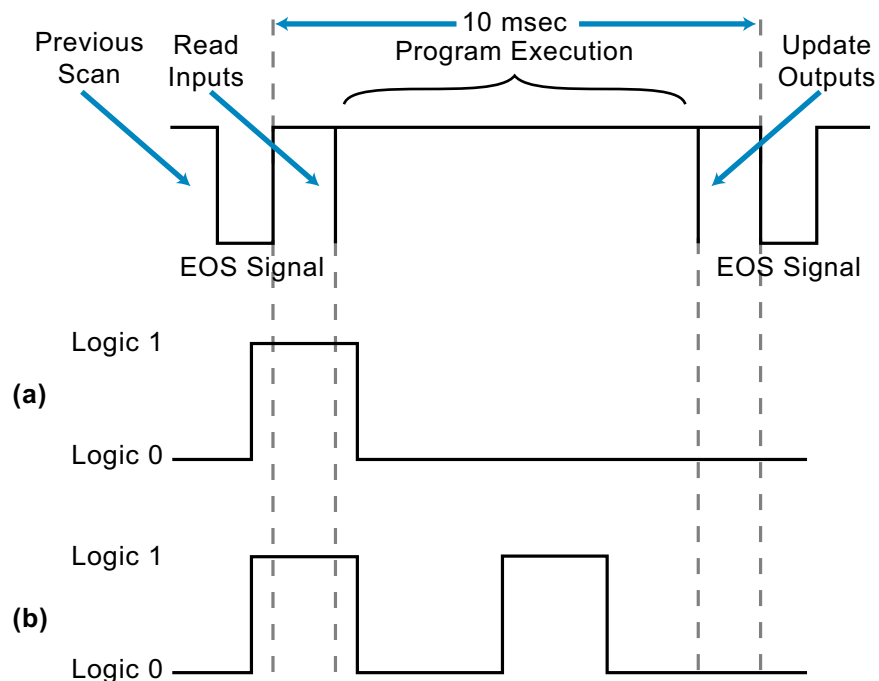 10 msec
Program Execution
Previous
Scan
Read
Inputs
Update
Outputs
EOS Signal
EOS Signal
Logic 1
(a)
Logic 0
Logic 1
(b)
Logic 0